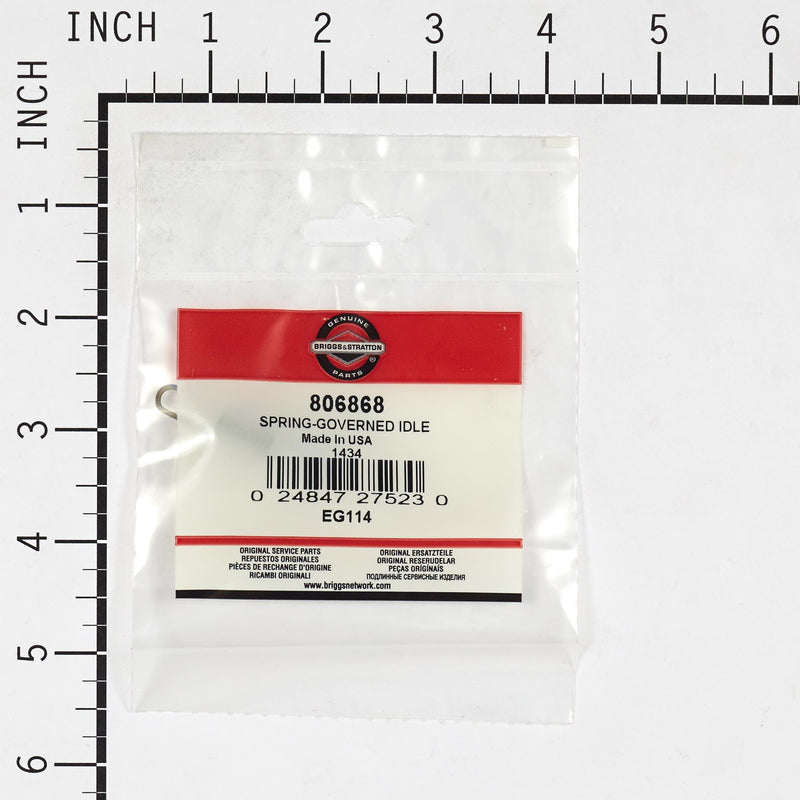 INCH 1 2 3 4 5 6
INCH
1
2
3
4
5
6
GENUINE
BRIGGS&STRATTON
®
PARTS
806868
SPRING-GOVERNED IDLE
Made In USA
1434
0 24847 27523 0
EG114
ORIGINAL SERVICE PARTS
REPUESTOS ORIGINALES
PIÈCES DE RECHANGE D'ORIGINE
RICAMBI ORIGINALI
ORIGINAL ERSATZTEILE
ORIGINAL RESERUDELAR
PEÇAS ORIGINAIS
ПОДЛИННЫЕ СЕРВИСНЫЕ ИЗДЕЛИЯ
www.briggsnetwork.com